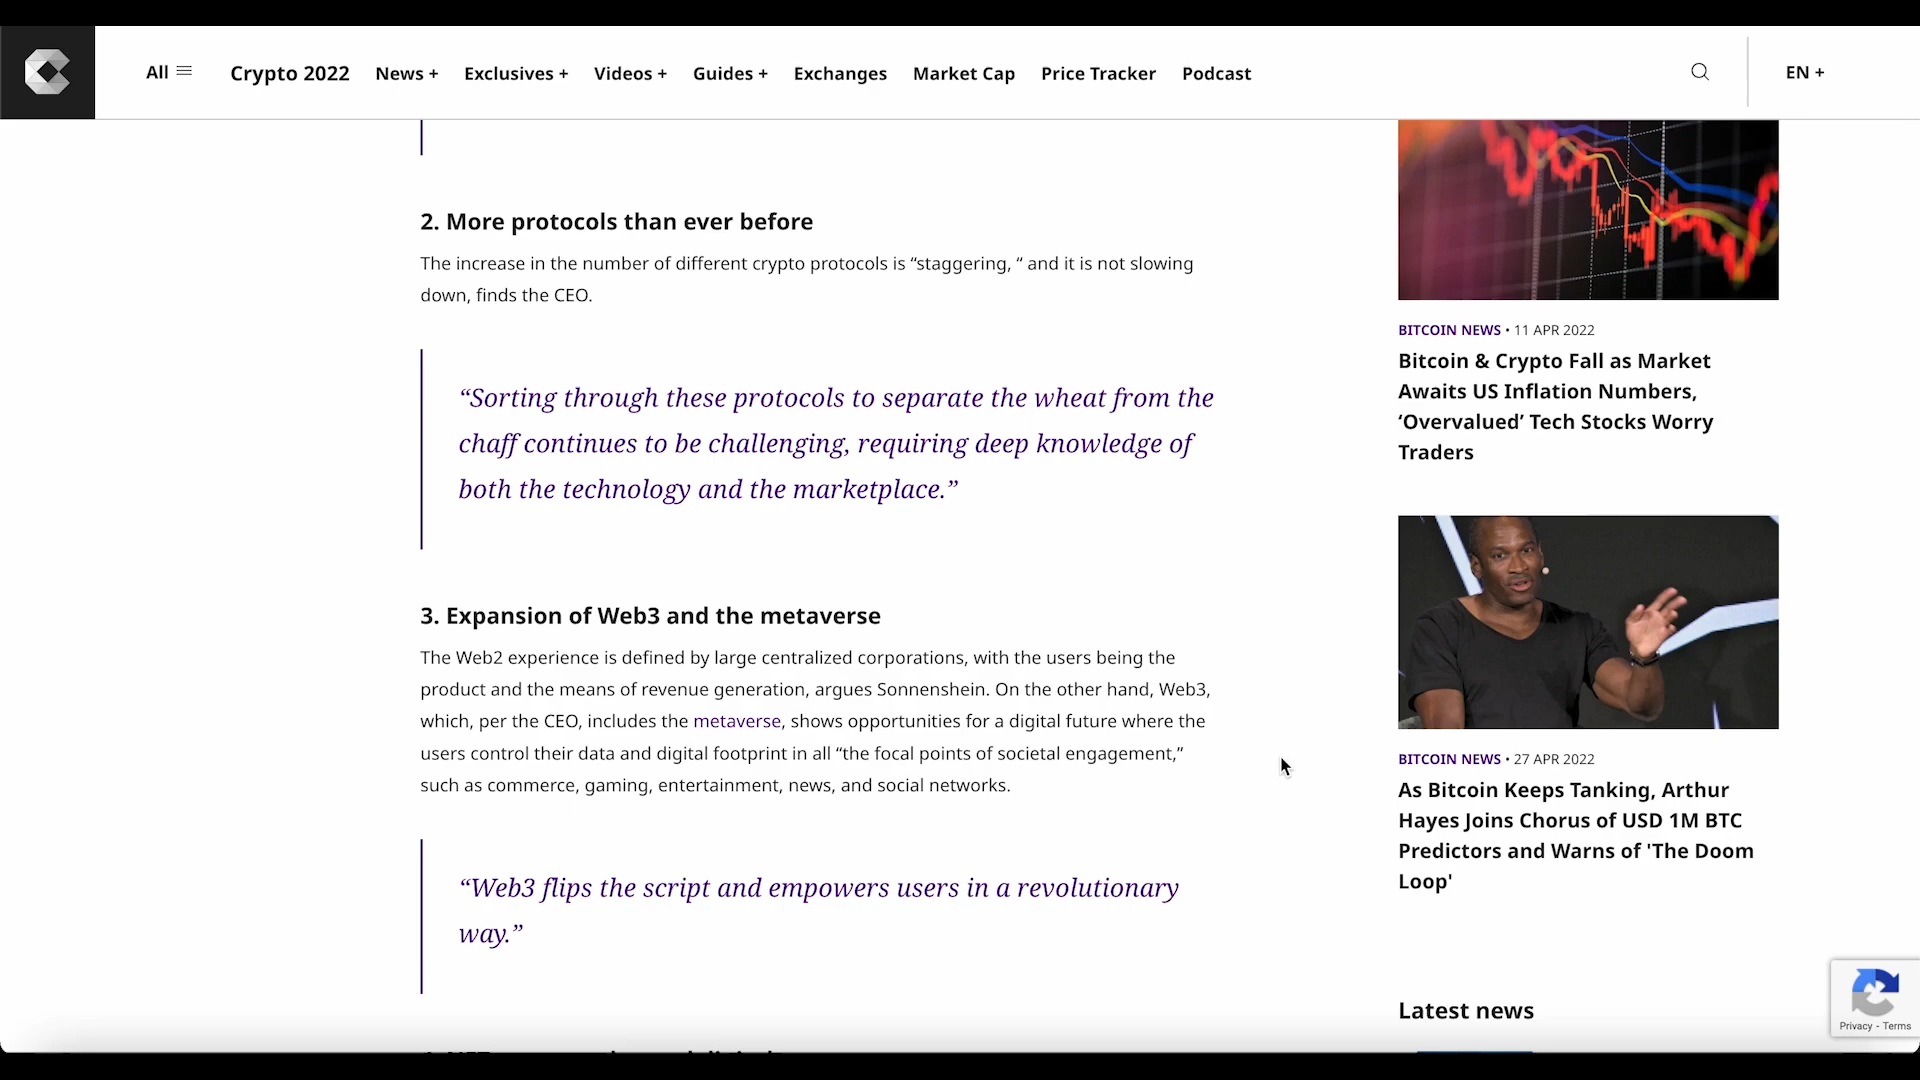 All
Crypto 2022
News +
Exclusives +
Videos +
Guides +
Exchanges
Market Cap
Price Tracker
Podcast
EN +
2. More protocols than ever before
The increase in the number of different crypto protocols is “staggering, “ and it is not slowing
down, finds the CEO.
“Sorting through these protocols to separate the wheat from the
chaff continues to be challenging, requiring deep knowledge of
both the technology and the marketplace.”
3. Expansion of Web3 and the metaverse
The Web2 experience is defined by large centralized corporations, with the users being the
product and the means of revenue generation, argues Sonnenshein. On the other hand, Web3,
which, per the CEO, includes the metaverse, shows opportunities for a digital future where the
users control their data and digital footprint in all “the focal points of societal engagement,”
such as commerce, gaming, entertainment, news, and social networks.
“Web3 flips the script and empowers users in a revolutionary
way.”
BITCOIN NEWS • 11 APR 2022
Bitcoin & Crypto Fall as Market
Awaits US Inflation Numbers,
‘Overvalued’ Tech Stocks Worry
Traders
BITCOIN NEWS • 27 APR 2022
As Bitcoin Keeps Tanking, Arthur
Hayes Joins Chorus of USD 1M BTC
Predictors and Warns of 'The Doom
Loop'
Latest news
Privacy - Terms